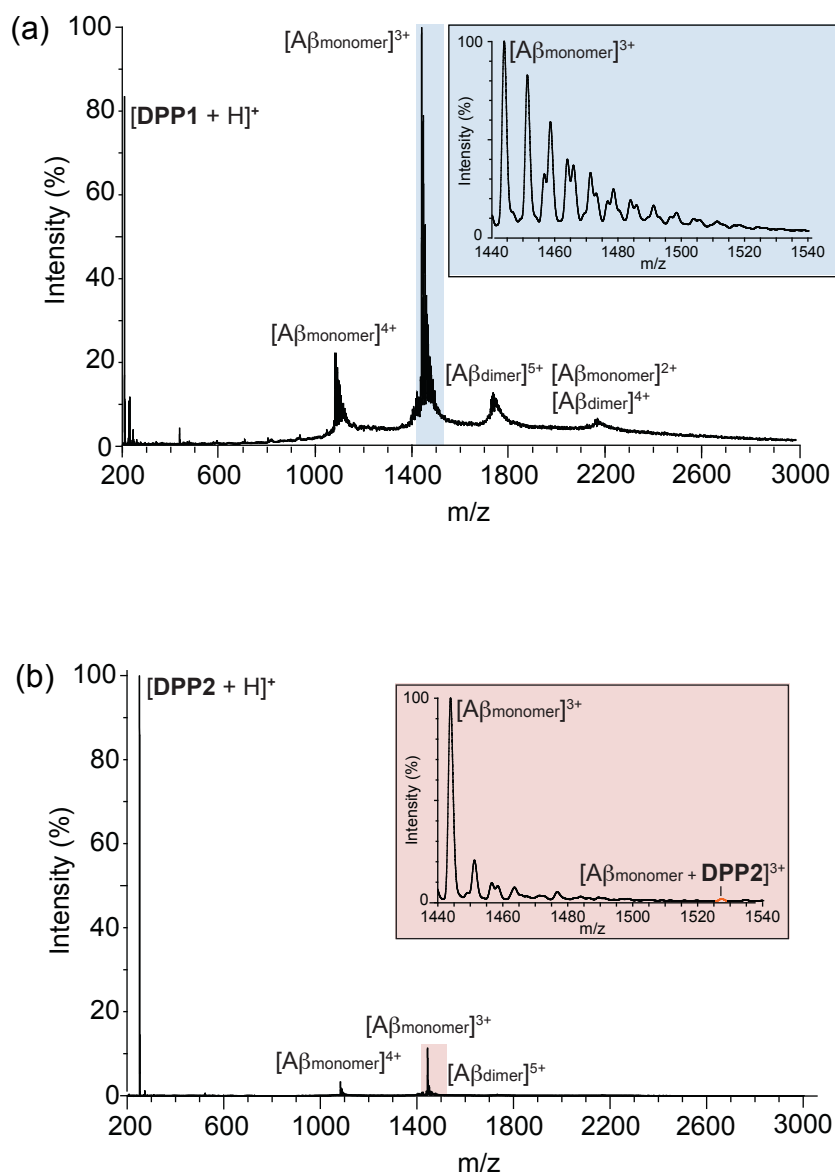 (a)
100
80
60
40
20
0
Intensity (%)
200 600 1000 1400 1800 2200 2600 3000
m/z
[DPP1 + H]+
[Aβmonomer]3+
[Aβmonomer]4+
[Aβdimer]5+ [Aβmonomer]2+
[Aβdimer]4+
[Aβmonomer]3+
100
0
Intensity (%)
1440 1460 1480 1500 1520 1540
m/z
(b)
100
80
60
40
20
0
Intensity (%)
200 600 1000 1400 1800 2200 2600 3000
m/z
[DPP2 + H]+
[Aβmonomer]3+
[Aβmonomer]4+
[Aβdimer]5+
[Aβmonomer]3+
[Aβmonomer + DPP2]3+
100
0
Intensity (%)
1440 1460 1480 1500 1520 1540
m/z